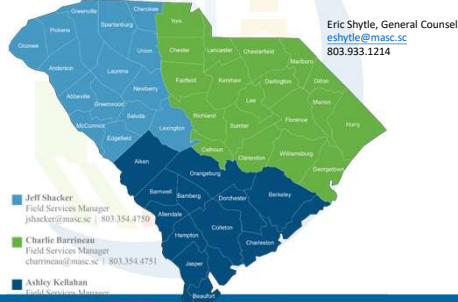 Eric Shytle, General Counsel
eshytle@masc.sc
803.933.1214
Cherokee
Greenville
Spartanburg
York
Pickens
Oconee
Union
Chester
Lancaster
Chesterfield
Marlboro
Anderson
Laurens
Fairfield
Kershaw
Darlington
Dillon
Newberry
Abbeville
Greenwood
Lee
Marion
Saluda
Richland
Florence
McCormick
Lexington
Sumter
Horry
Edgefield
Calhoun
Clarendon
Williamsburg
Georgetown
Aiken
Orangeburg
Barnwell
Bamberg
Dorchester
Berkeley
Allendale
Colleton
Hampton
Charleston
Jasper
Beaufort
Jeff Shacker
Field Services Manager
jshacker@masc.sc | 803.354.4750
Charlie Barrineau
Field Services Manager
cbarrineau@masc.sc | 803.354.4751
Ashley Kellahan
Field Services Manager